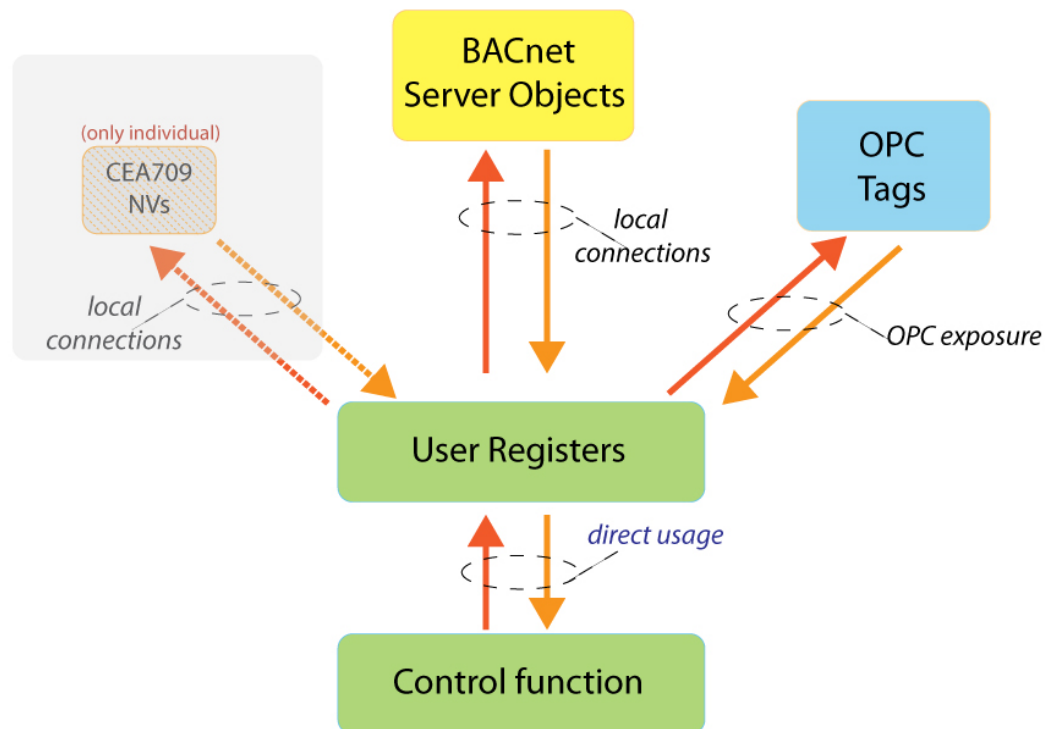 BACnet
Server Objects
(only individual)
CEA709
NVs
OPC
Tags
local
connections
local
connections
OPC exposure
User Registers
direct usage
Control function